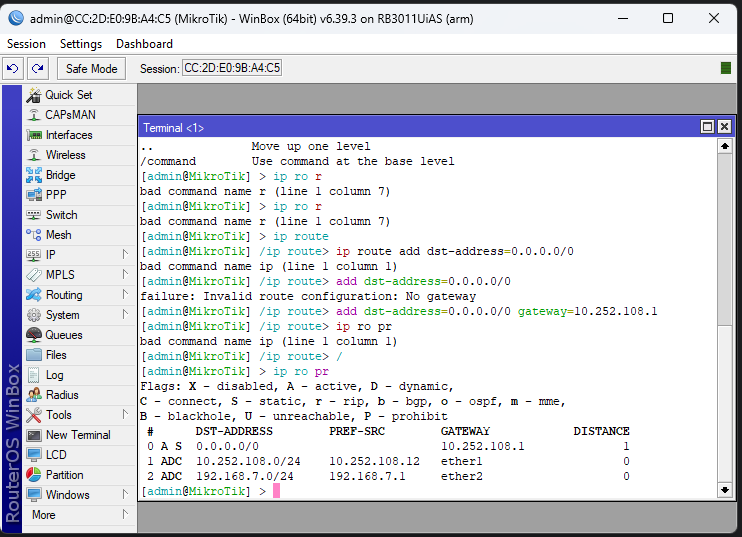 admin@CC:2D:E0:9B:A4:C5 (MikroTik) - WinBox (64bit) v6.39.3 on RB3011UiAS (arm)
Session Settings Dashboard
Safe Mode Session: CC:2D:E0:9B:A4:C5
Quick Set
CAPsMAN
Interfaces
Wireless
Bridge
PPP
Switch
Mesh
IP
MPLS
Routing
System
Queues
Files
Log
Radius
Tools
New Terminal
LCD
Partition
Windows
More
RouterOS WinBox
Terminal <1>
.. Move up one level
/command Use command at the base level
[admin@MikroTik] > ip ro r
bad command name r (line 1 column 7)
[admin@MikroTik] > ip ro r
bad command name r (line 1 column 7)
[admin@MikroTik] > ip route
[admin@MikroTik] /ip route> ip route add dst-address=0.0.0.0/0
bad command name ip (line 1 column 1)
[admin@MikroTik] /ip route> add dst-address=0.0.0.0/0
failure: Invalid route configuration: No gateway
[admin@MikroTik] /ip route> add dst-address=0.0.0.0/0 gateway=10.252.108.1
[admin@MikroTik] /ip route> ip ro pr
bad command name ip (line 1 column 1)
[admin@MikroTik] /ip route> /
[admin@MikroTik] > ip ro pr
Flags: X - disabled, A - active, D - dynamic,
C - connect, S - static, r - rip, b - bgp, o - ospf, m - mme,
B - blackhole, U - unreachable, P - prohibit
# DST-ADDRESS PREF-SRC GATEWAY DISTANCE
0 A S 0.0.0.0/0 10.252.108.1 1
1 ADC 10.252.108.0/24 10.252.108.12 ether1 0
2 ADC 192.168.7.0/24 192.168.7.1 ether2 0
[admin@MikroTik] >